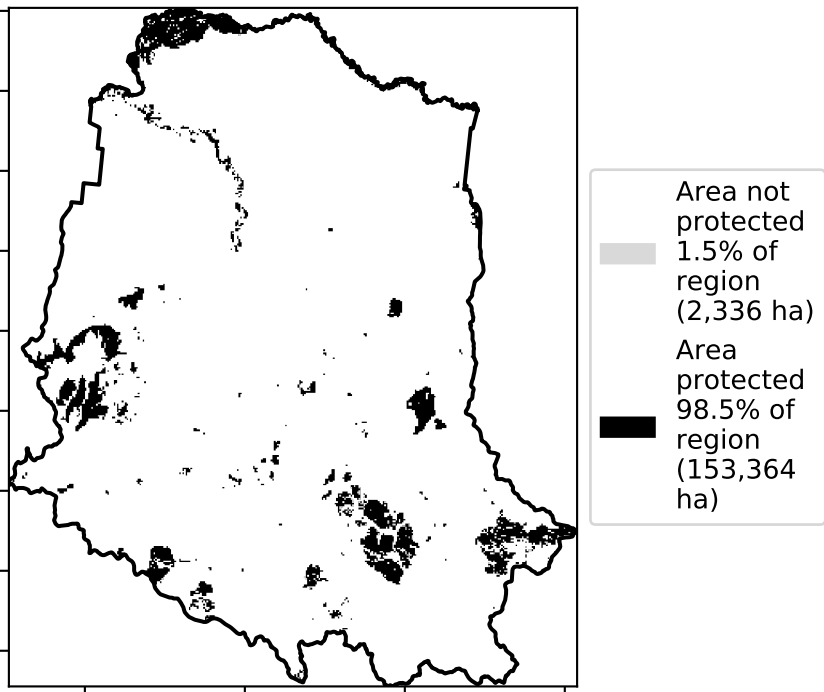 Area not
protected
1.5% of
region
(2,336 ha)
Area
protected
98.5% of
region
(153,364
ha)